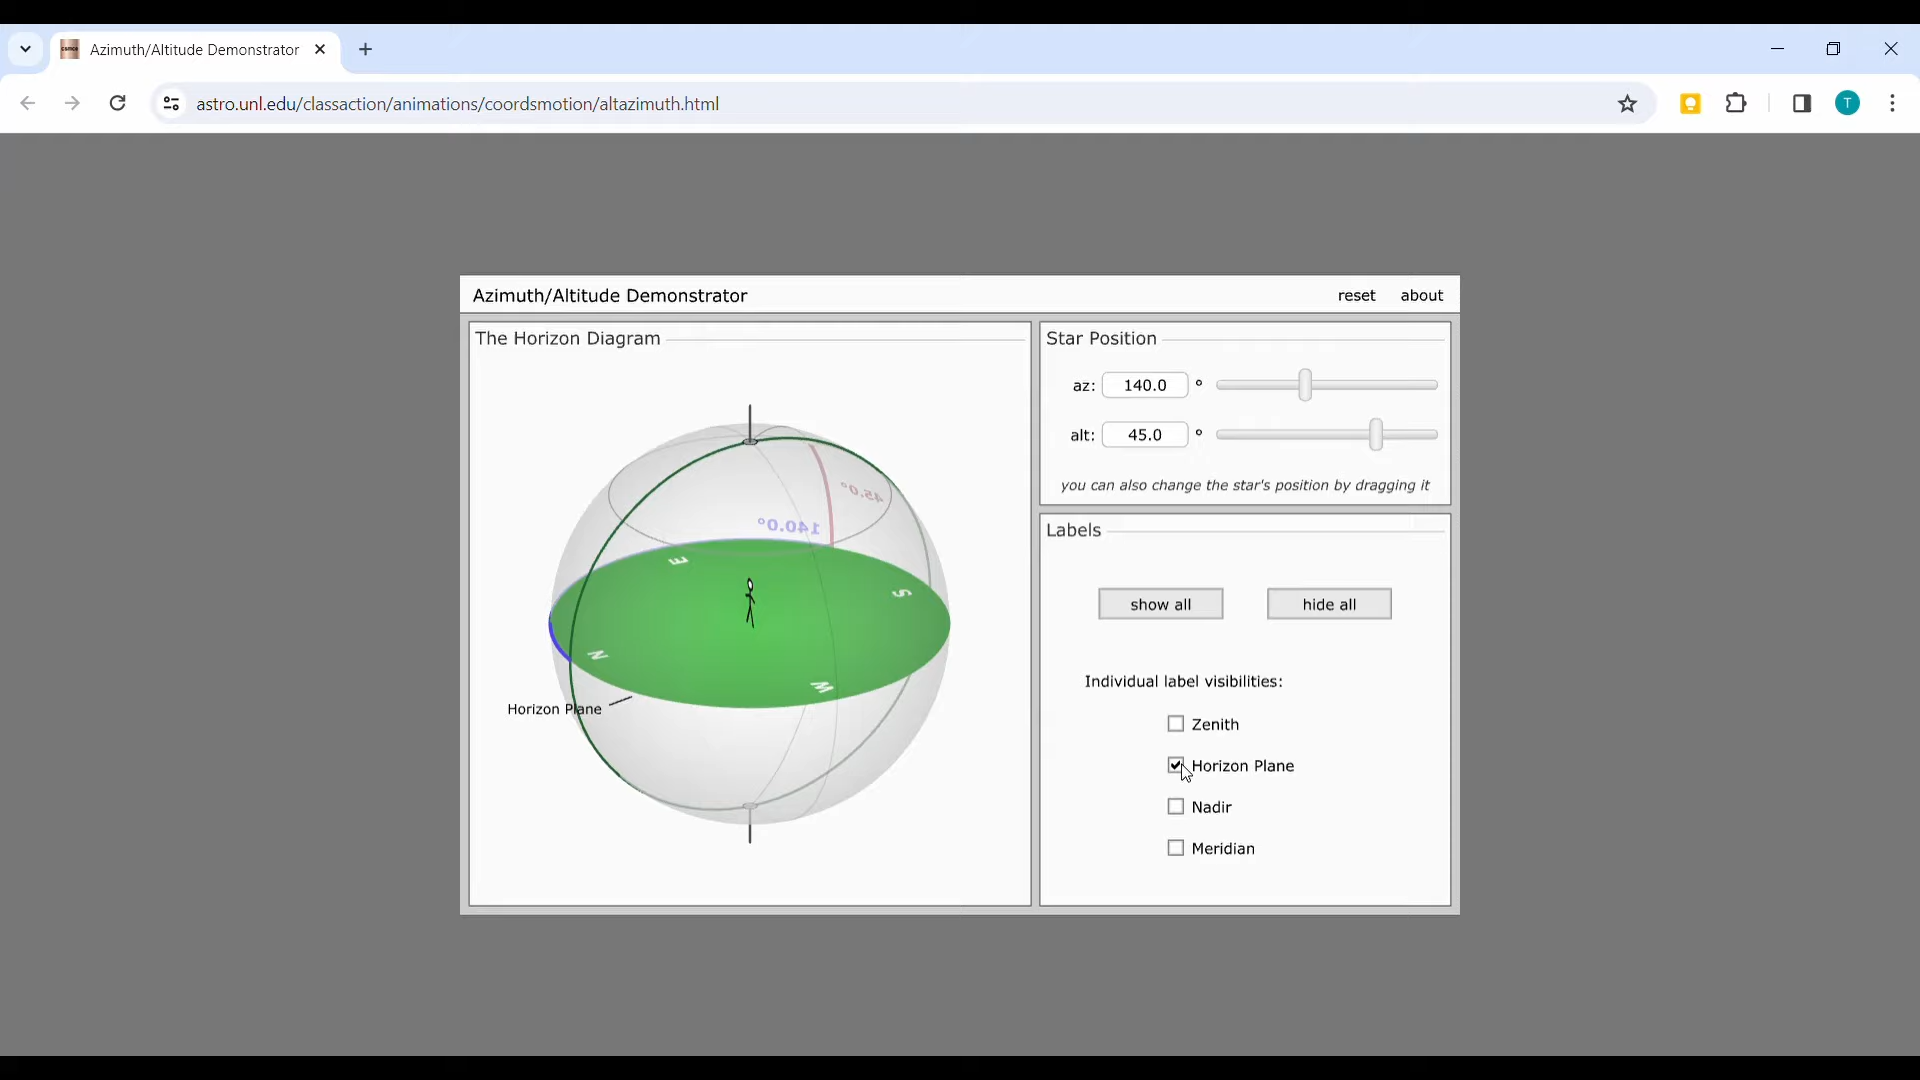 Azimuth/Altitude Demonstrator
astro.unl.edu/classaction/animations/coordsmotion/altazimuth.html
T
Azimuth/Altitude Demonstrator
reset
about
The Horizon Diagram
45.0°
140.0°
E
S
N
W
Horizon Plane
Star Position
az: 140.0 °
alt: 45.0 °
you can also change the star's position by dragging it
Labels
show all
hide all
Individual label visibilities:
Zenith
Horizon Plane
Nadir
Meridian